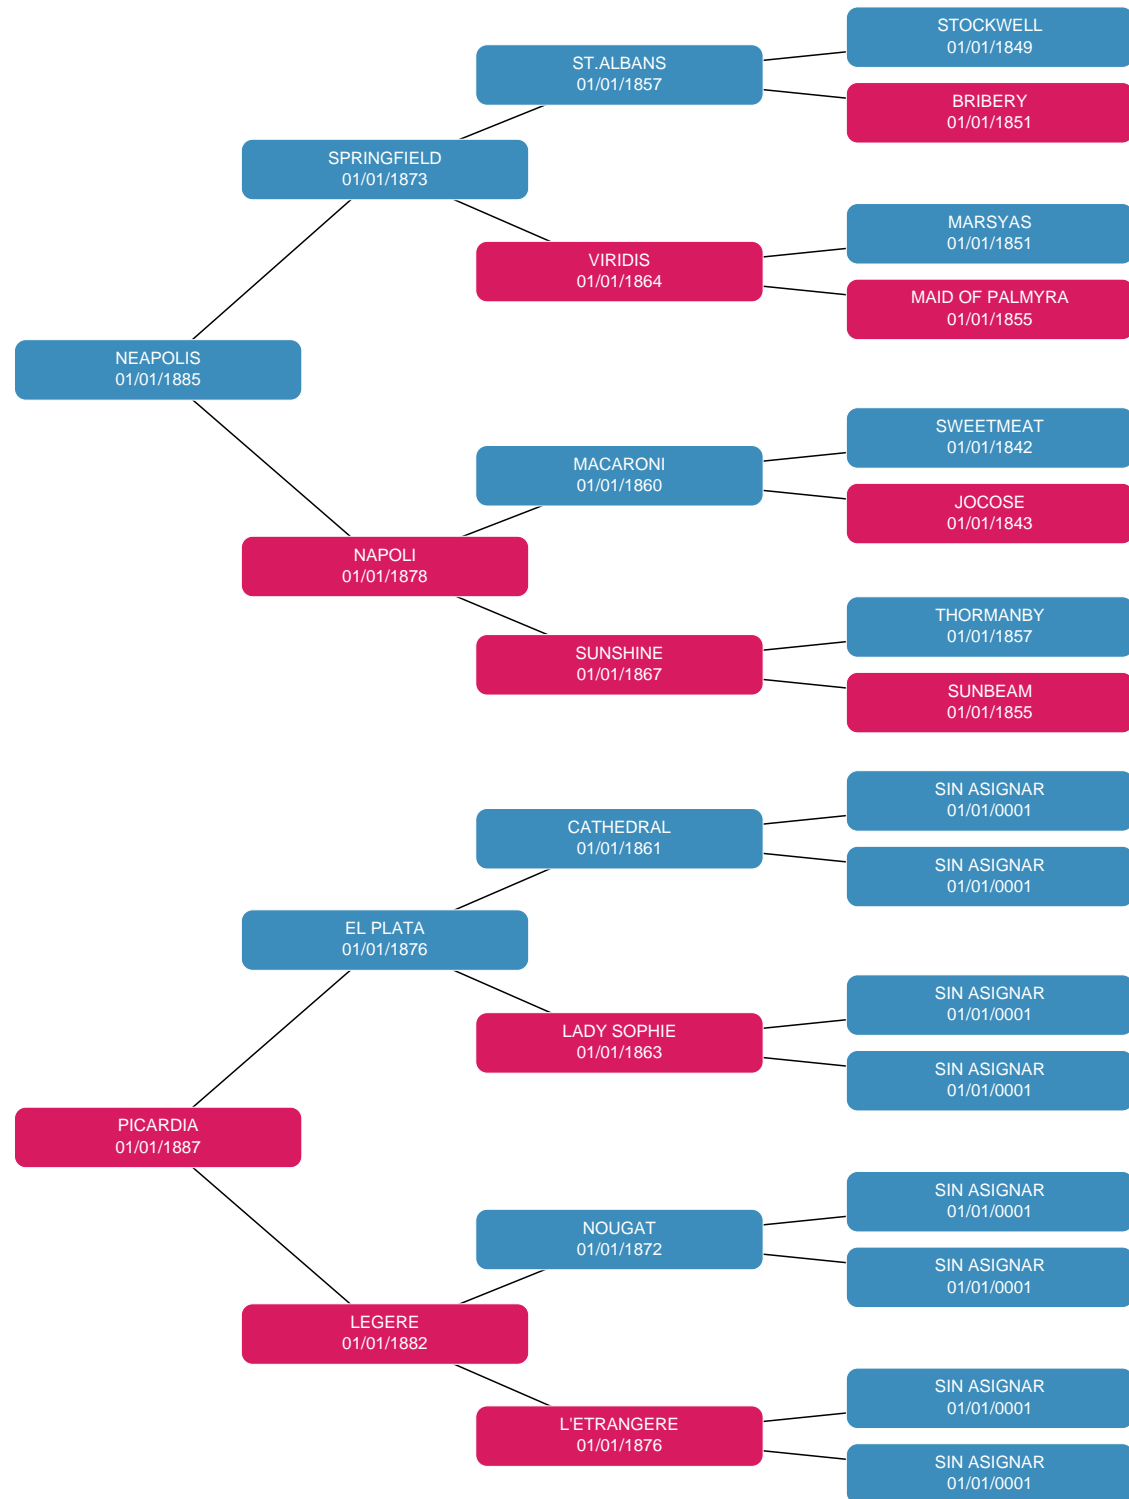 STOCKWELL
01/01/1849
ST.ALBANS
01/01/1857
BRIBERY
01/01/1851
SPRINGFIELD
01/01/1873
MARSYAS
01/01/1851
VIRIDIS
01/01/1864
MAID OF PALMYRA
01/01/1855
NEAPOLIS
01/01/1885
SWEETMEAT
01/01/1842
MACARONI
01/01/1860
JOCOSE
01/01/1843
NAPOLI
01/01/1878
THORMANBY
01/01/1857
SUNSHINE
01/01/1867
SUNBEAM
01/01/1855
SIN ASIGNAR
01/01/0001
CATHEDRAL
01/01/1861
SIN ASIGNAR
01/01/0001
EL PLATA
01/01/1876
SIN ASIGNAR
01/01/0001
LADY SOPHIE
01/01/1863
SIN ASIGNAR
01/01/0001
PICARDIA
01/01/1887
SIN ASIGNAR
01/01/0001
NOUGAT
01/01/1872
SIN ASIGNAR
01/01/0001
LEGERE
01/01/1882
SIN ASIGNAR
01/01/0001
L'ETRANGERE
01/01/1876
SIN ASIGNAR
01/01/0001